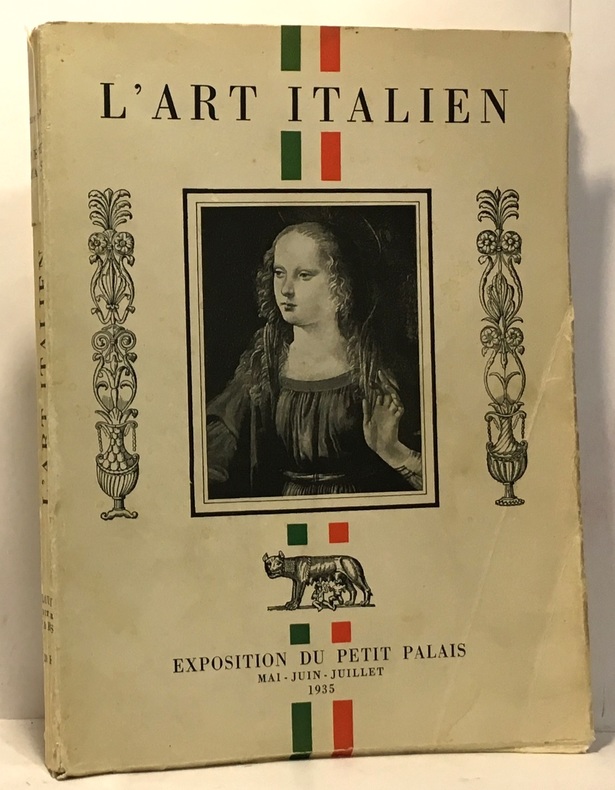 L'ART ITALIEN
EXPOSITION DU PETIT PALAIS
MAI - JUIN - JUILLET
1935
L'ART ITALIEN